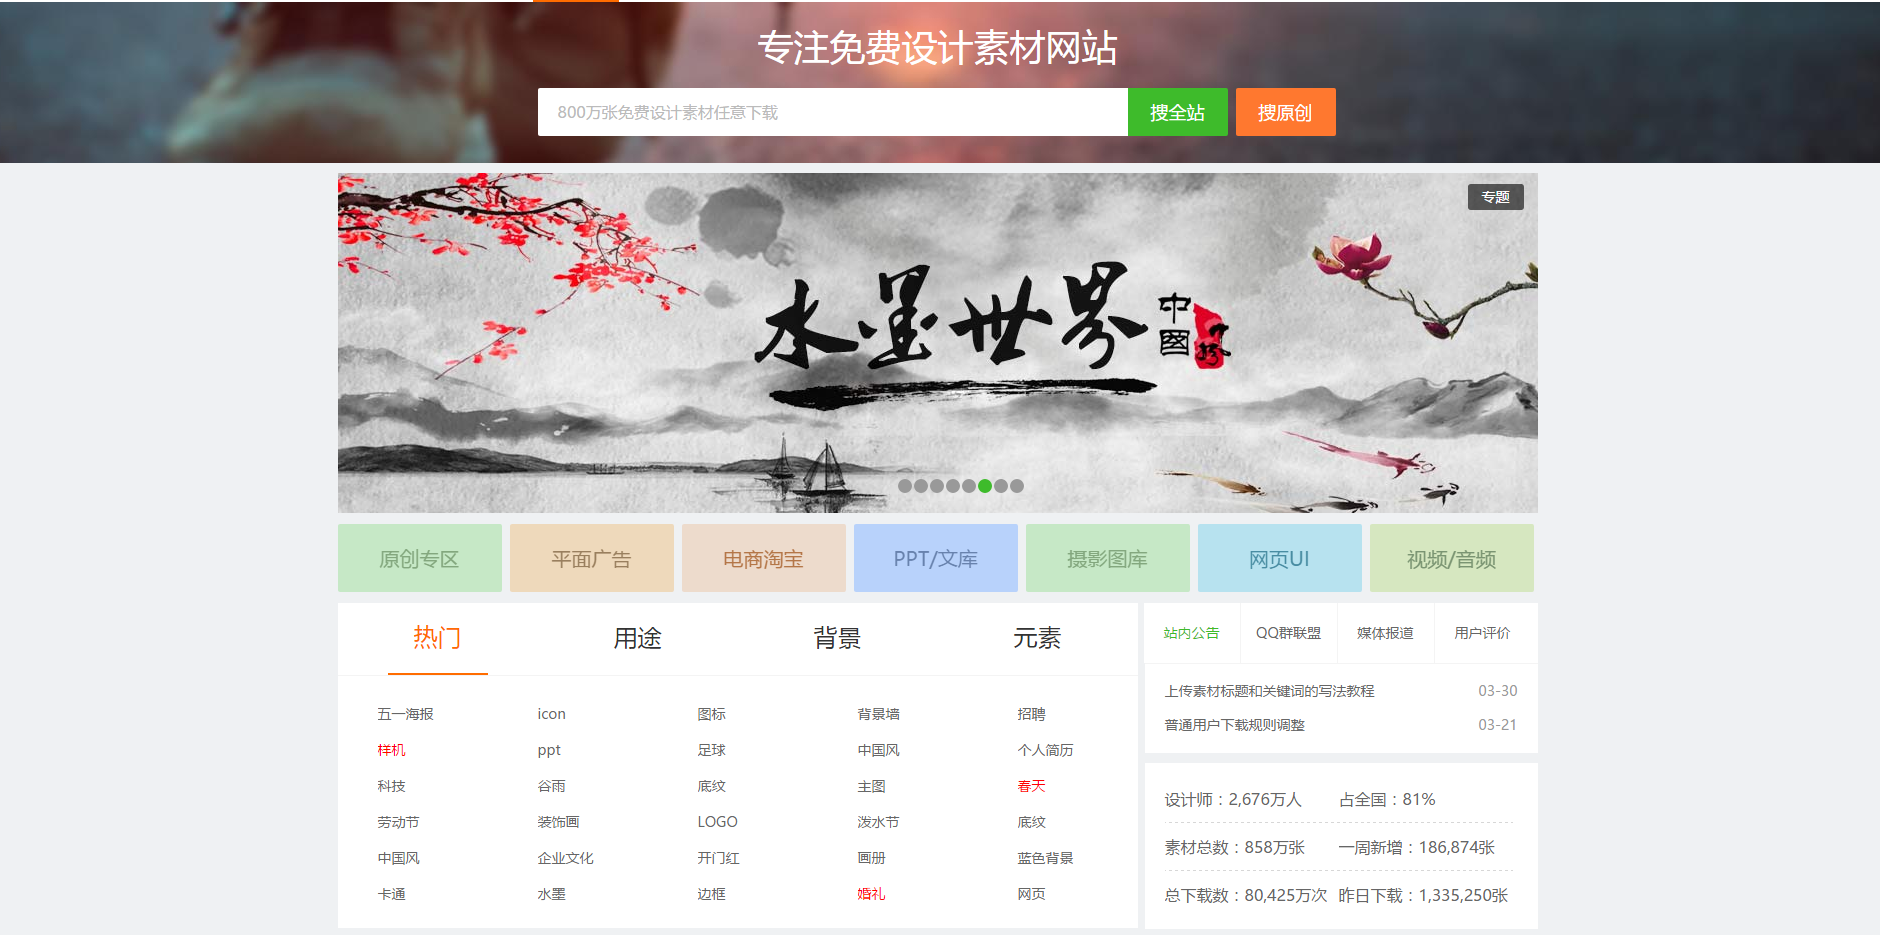 专注免费设计素材网站
800万张免费设计素材任意下载 搜全站 搜原创
专题
水墨世界 中國风
原创专区 平面广告 电商淘宝 PPT/文库 摄影图库 网页UI 视频/音频
热门 用途 背景 元素
五一海报 icon 图标 背景墙 招聘
样机 ppt 足球 中国风 个人简历
科技 谷雨 底纹 主图 春天
劳动节 装饰画 LOGO 泼水节 底纹
中国风 企业文化 开门红 画册 蓝色背景
卡通 水墨 边框 婚礼 网页
站内公告 QQ群联盟 媒体报道 用户评价
上传素材标题和关键词的写法教程 03-30
普通用户下载规则调整 03-21
设计师：2,676万人 占全国：81%
素材总数：858万张 一周新增：186,874张
总下载数：80,425万次 昨日下载：1,335,250张